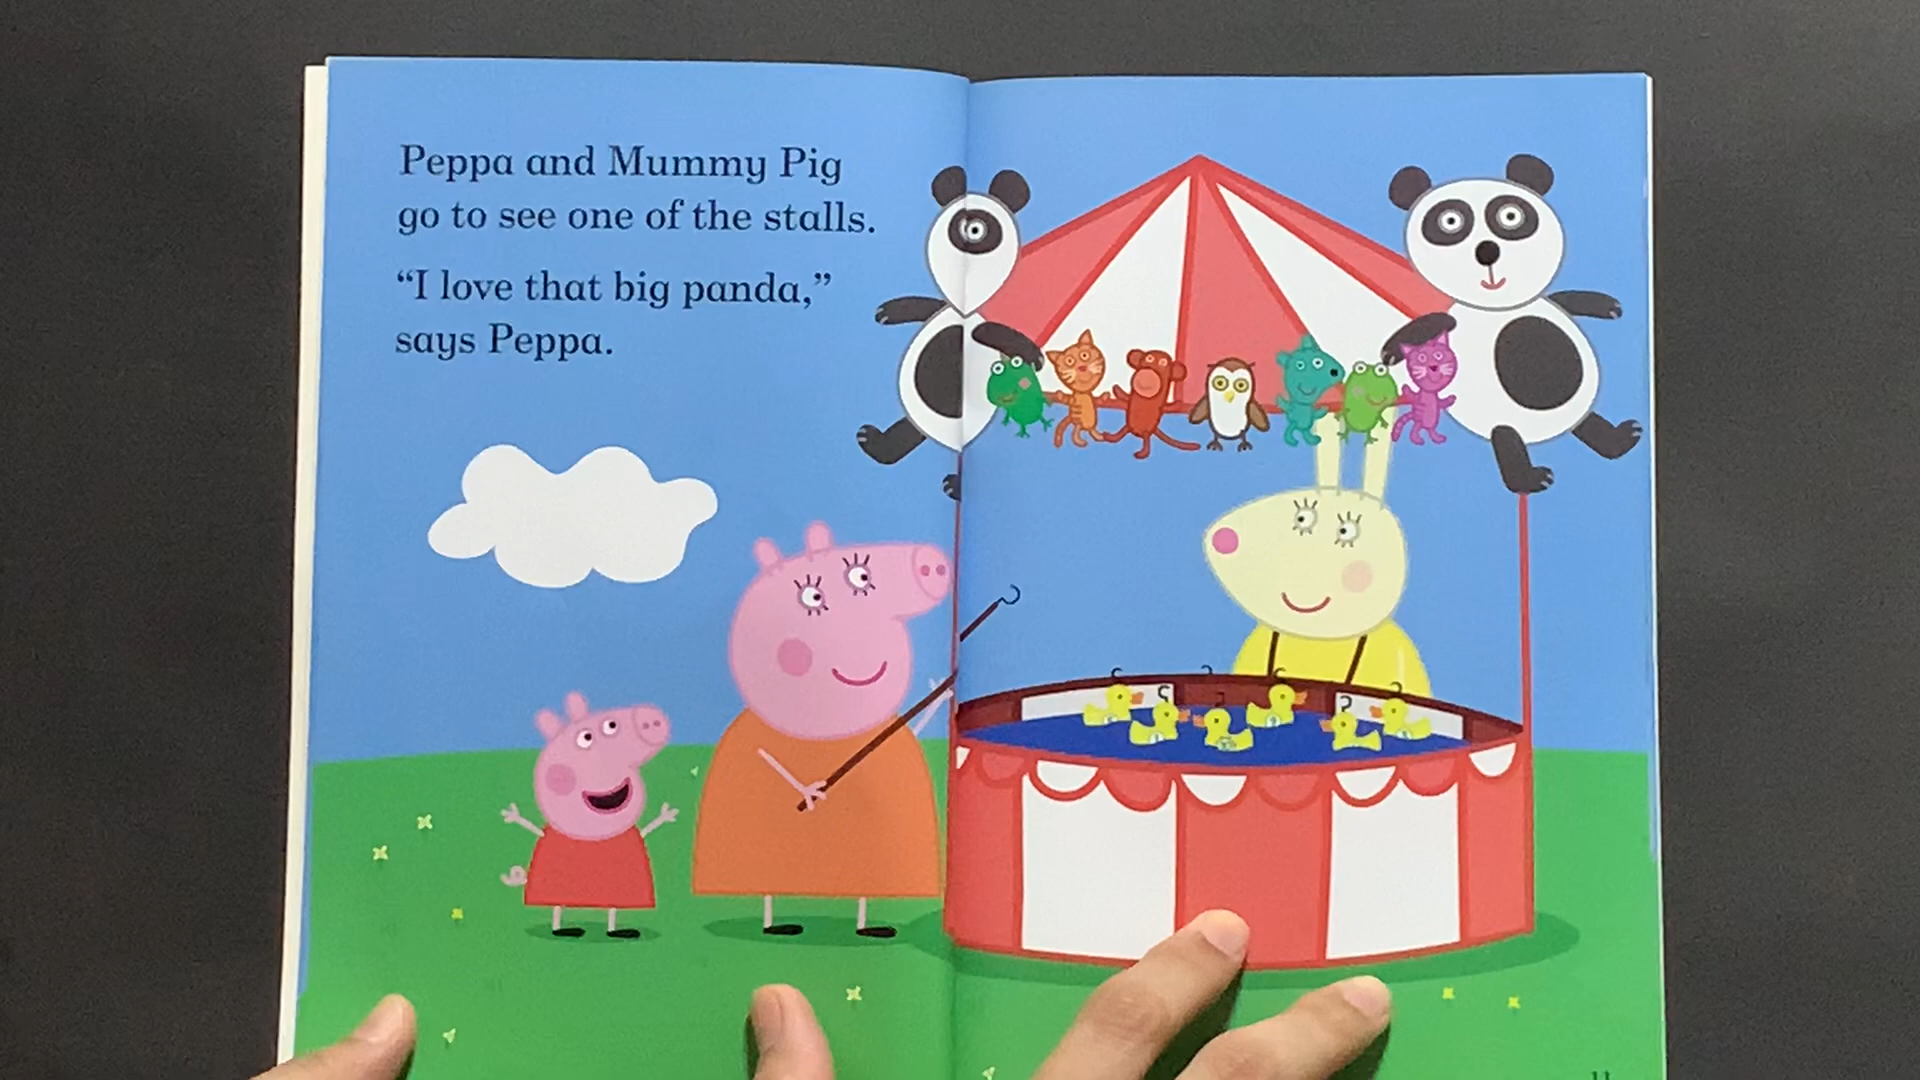 Peppa and Mummy Pig
go to see one of the stalls.
“I love that big panda,”
says Peppa.